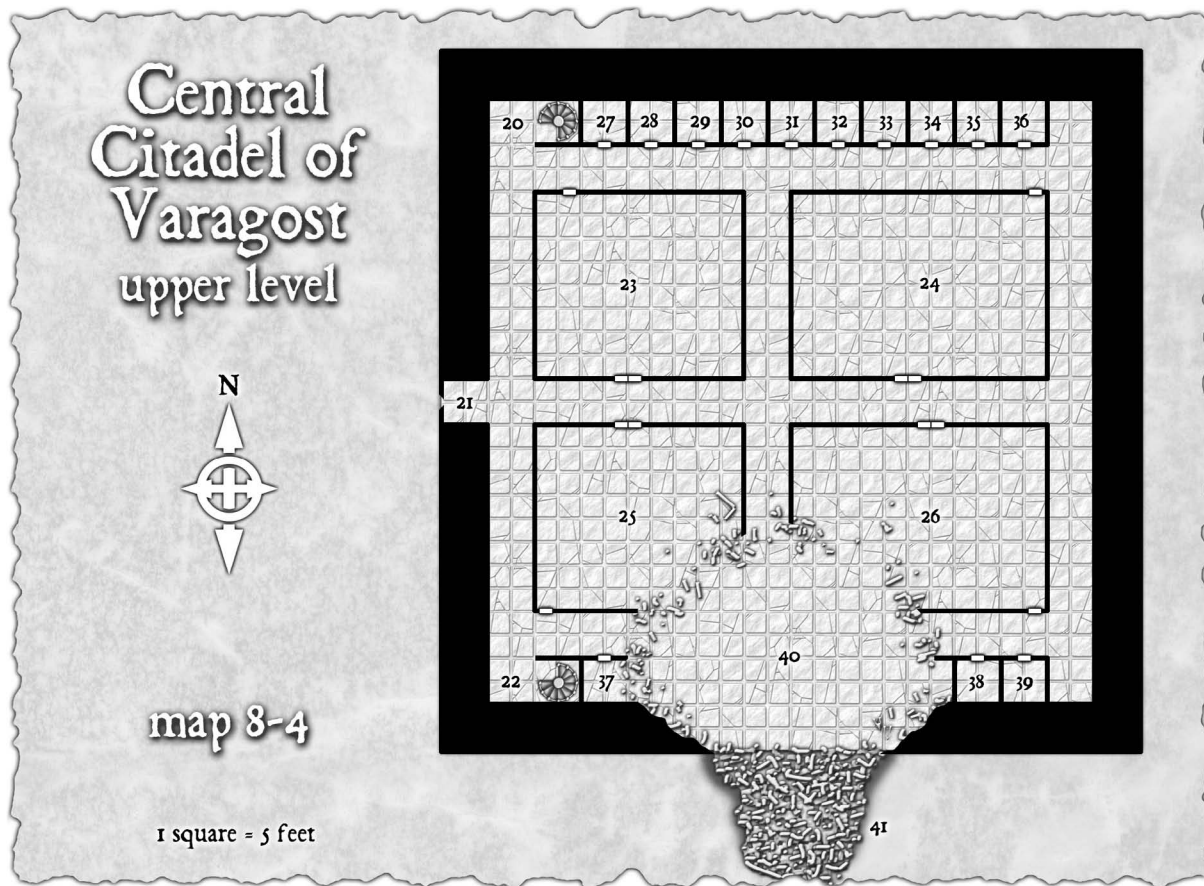 Central
Citadel of
Varagost
upper level
N
map 8-4
1 square = 5 feet
20 27 28 29 30 31 32 33 34 35 36
23 24
21
25 26
40
22 37 38 39
41